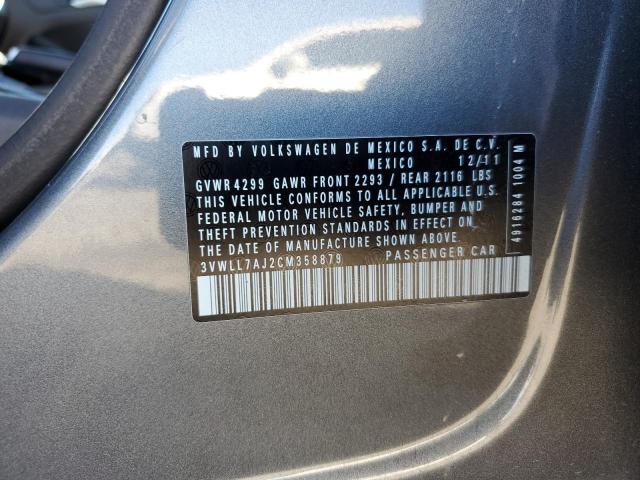 MFD BY VOLKSWAGEN DE MEXICO S.A. DE C.V.
MEXICO 12/11
GVWR 4299 GAWR FRONT 2293 / REAR 2116 LBS
THIS VEHICLE CONFORMS TO ALL APPLICABLE U.S.
FEDERAL MOTOR VEHICLE SAFETY, BUMPER AND
THEFT PREVENTION STANDARDS IN EFFECT ON
THE DATE OF MANUFACTURE SHOWN ABOVE.
3VWLL7AJ2CM358879 PASSENGER CAR
4916284 1004 M